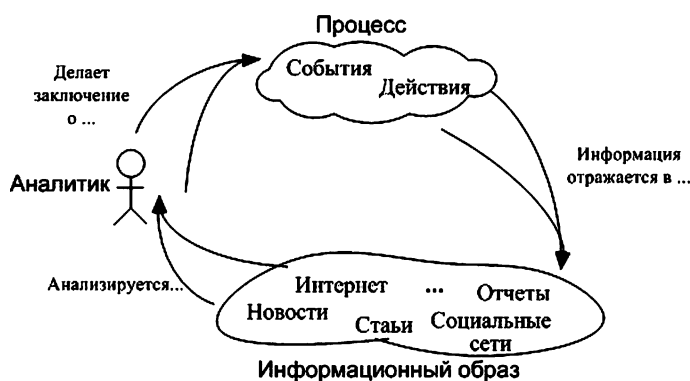 Процесс
События
Действия
Делает
заключение
о ...
Аналитик
Информация
отражается в ...
Анализируется...
Интернет ... Отчеты
Новости
Стаьи Социальные
сети
Информационный образ